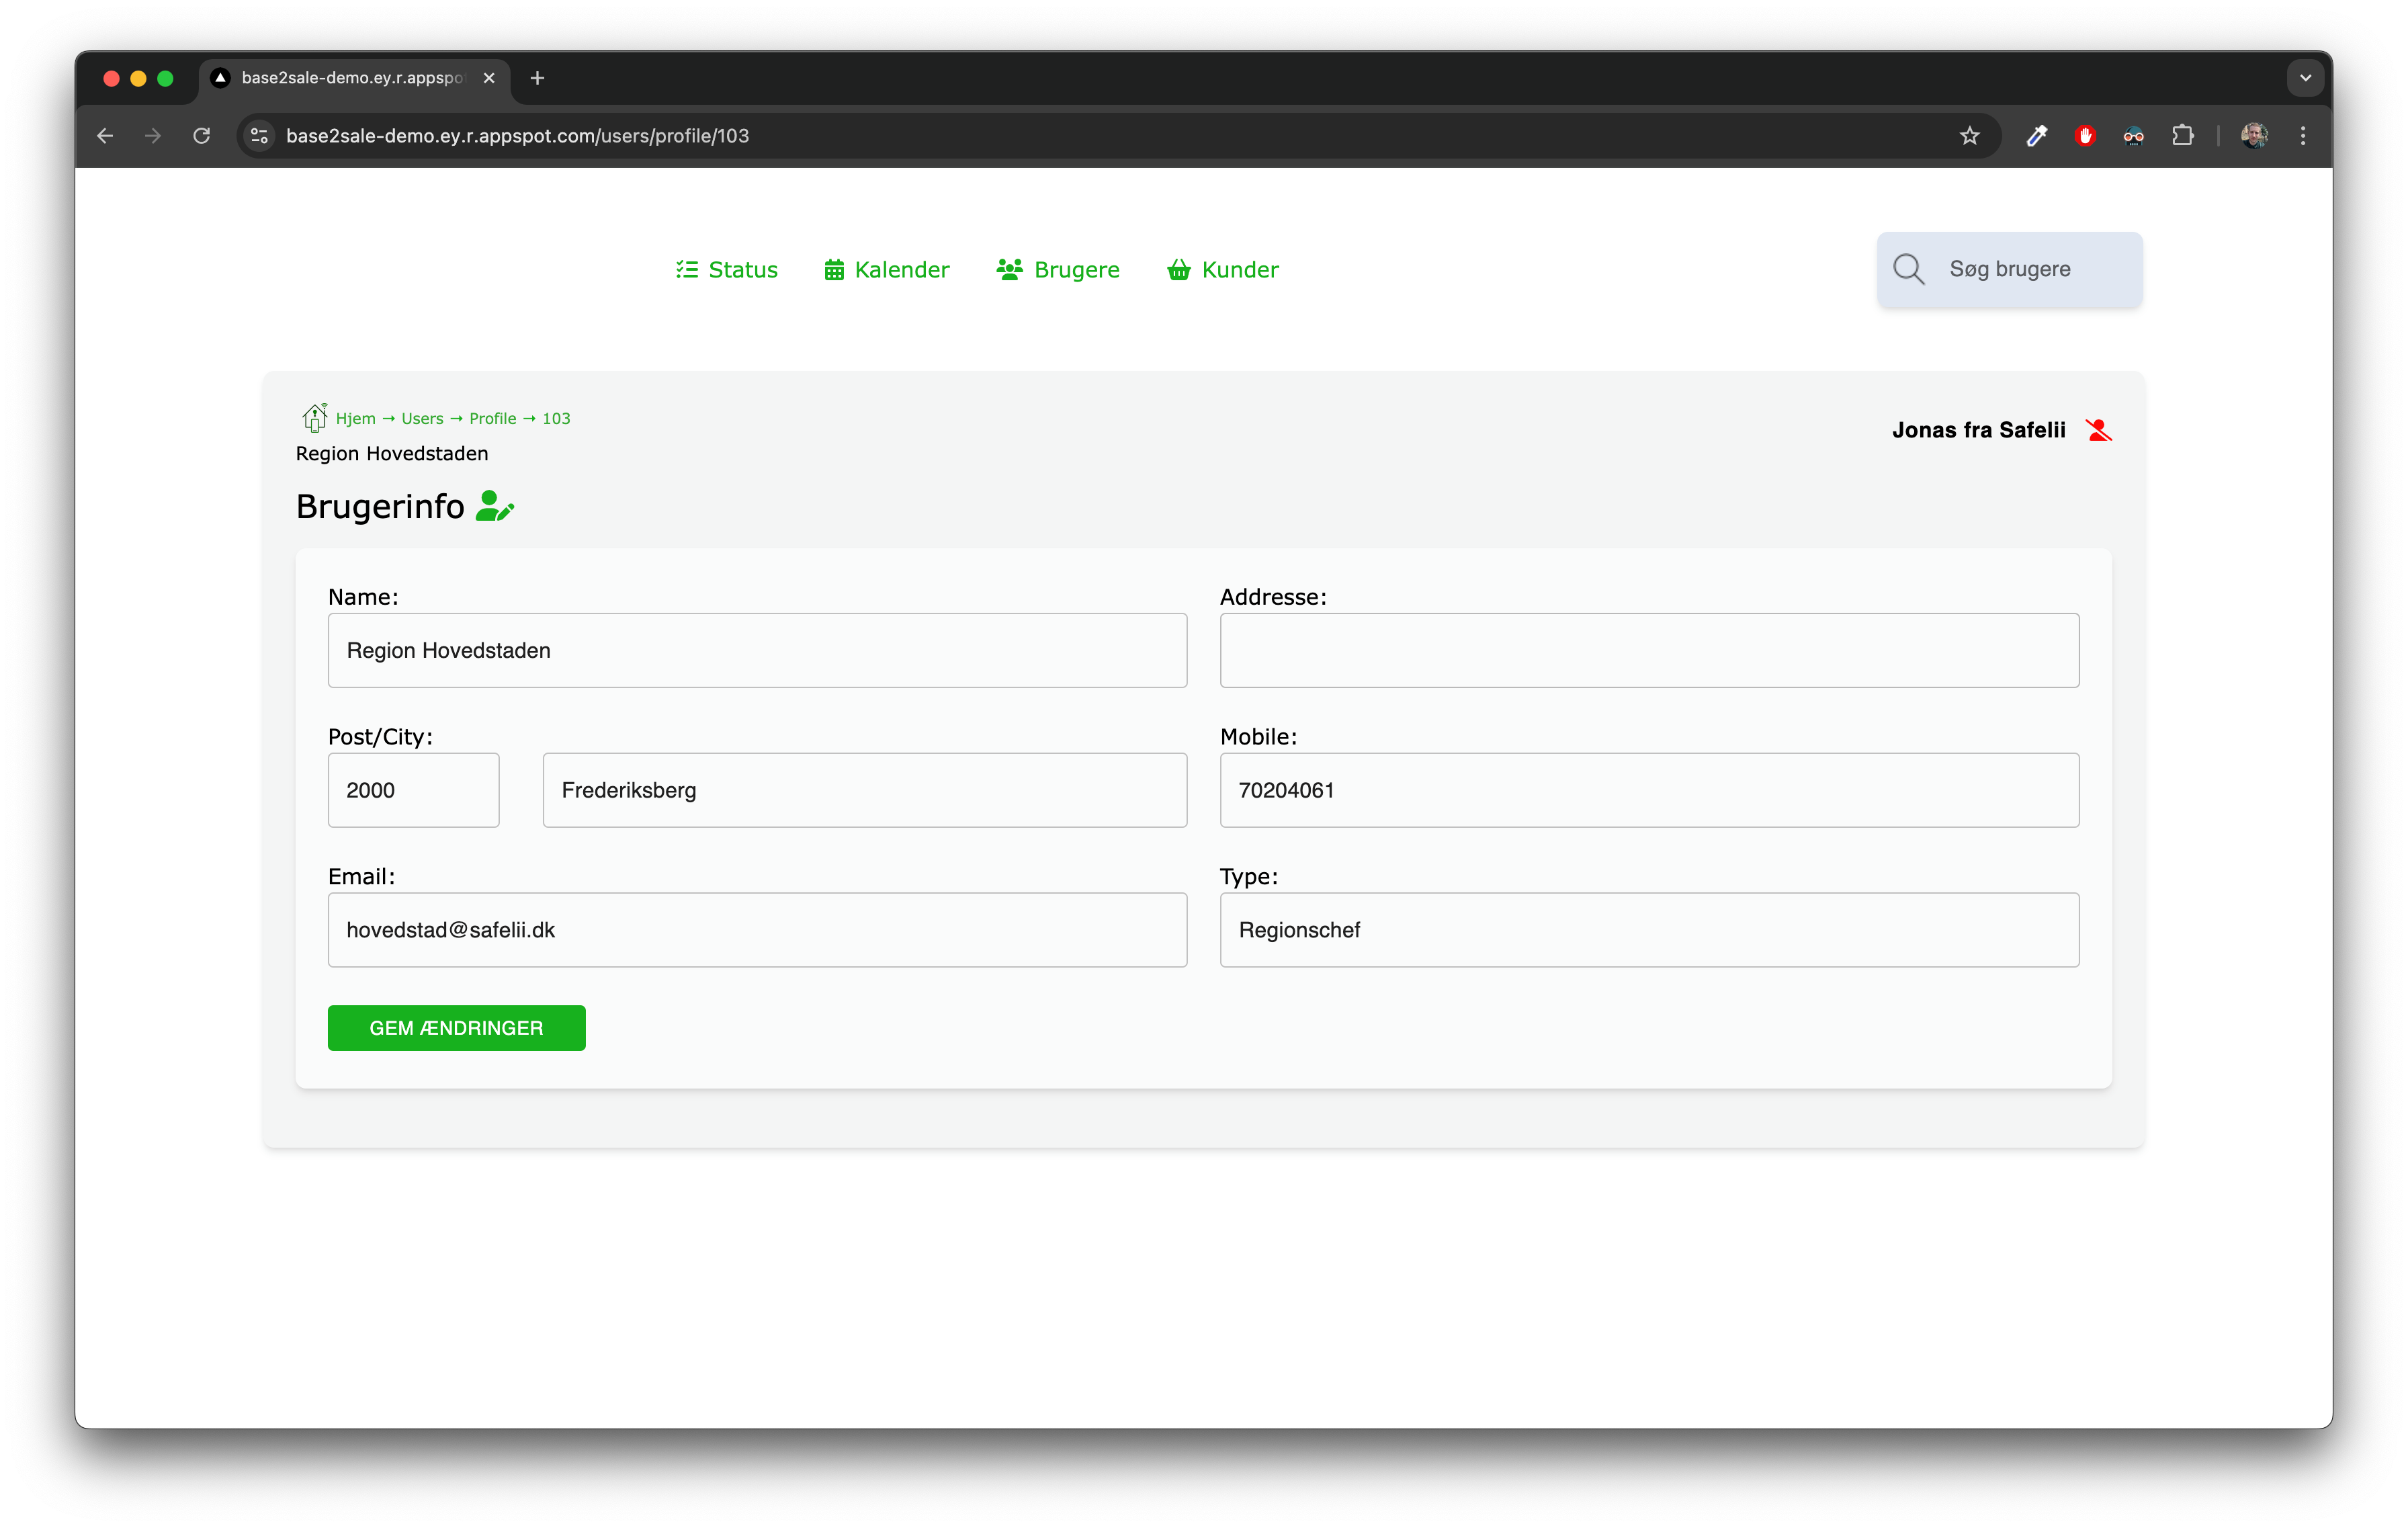 base2sale-demo.ey.r.appspo
base2sale-demo.ey.r.appspot.com/users/profile/103
Status Kalender Brugere Kunder
Søg brugere
Hjem → Users → Profile → 103
Jonas fra Safelii
Region Hovedstaden
Brugerinfo
Name: Addresse:
Region Hovedstaden
Post/City: Mobile:
2000 Frederiksberg 70204061
Email: Type:
hovedstad@safelii.dk Regionschef
GEM ÆNDRINGER